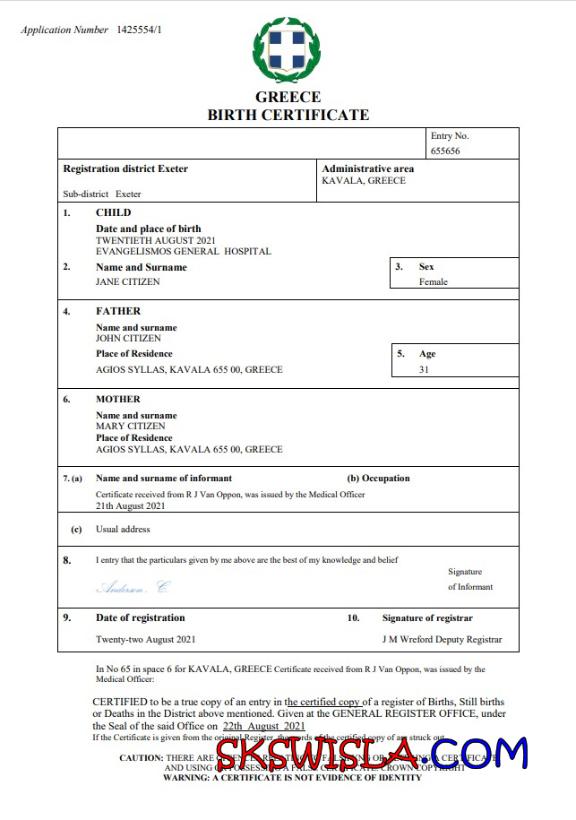 Application Number 1425554/1
GREECE
BIRTH CERTIFICATE
Entry No.
655656
Registration district Exeter
Sub-district Exeter
Administrative area
KAVALA, GREECE
1. CHILD
Date and place of birth
TWENTIETH AUGUST 2021
EVANGELISMOS GENERAL HOSPITAL
2. Name and Surname
JANE CITIZEN
3. Sex
Female
4. FATHER
Name and surname
JOHN CITIZEN
Place of Residence
AGIOS SYLLAS, KAVALA 655 00, GREECE
5. Age
31
6. MOTHER
Name and surname
MARY CITIZEN
Place of Residence
AGIOS SYLLAS, KAVALA 655 00, GREECE
7. (a) Name and surname of informant (b) Occupation
Certificate received from R J Van Oppon, was issued by the Medical Officer
21th August 2021
(c) Usual address
8. I entry that the particulars given by me above are the best of my knowledge and belief
Anderson. C
Signature
of Informant
9. Date of registration
Twenty-two August 2021
10. Signature of registrar
J M Wreford Deputy Registrar
In No 65 in space 6 for KAVALA, GREECE Certificate received from R J Van Oppon, was issued by the
Medical Officer:
CERTIFIED to be a true copy of an entry in the certified copy of a register of Births, Still births
or Deaths in the District above mentioned. Given at the GENERAL REGISTER OFFICE, under
the Seal of the said Office on 22th August 2021
If the Certificate is given from the original Register, the words of the certified copy of an struck out
SKSWISLA.COM
CAUTION: THERE ARE A CERTIFICATE
AND USING OR POSSESSING A FALSE CERTIFICATE. CROWN COPYRIGHT
WARNING: A CERTIFICATE IS NOT EVIDENCE OF IDENTITY